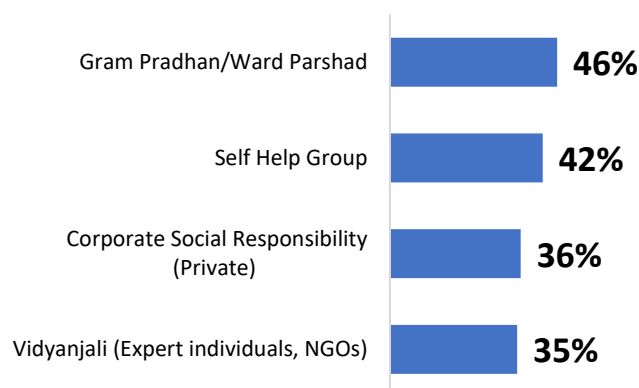 Gram Pradhan/Ward Parshad
46%
Self Help Group
42%
Corporate Social Responsibility
(Private)
36%
Vidyanjali (Expert individuals, NGOs)
35%